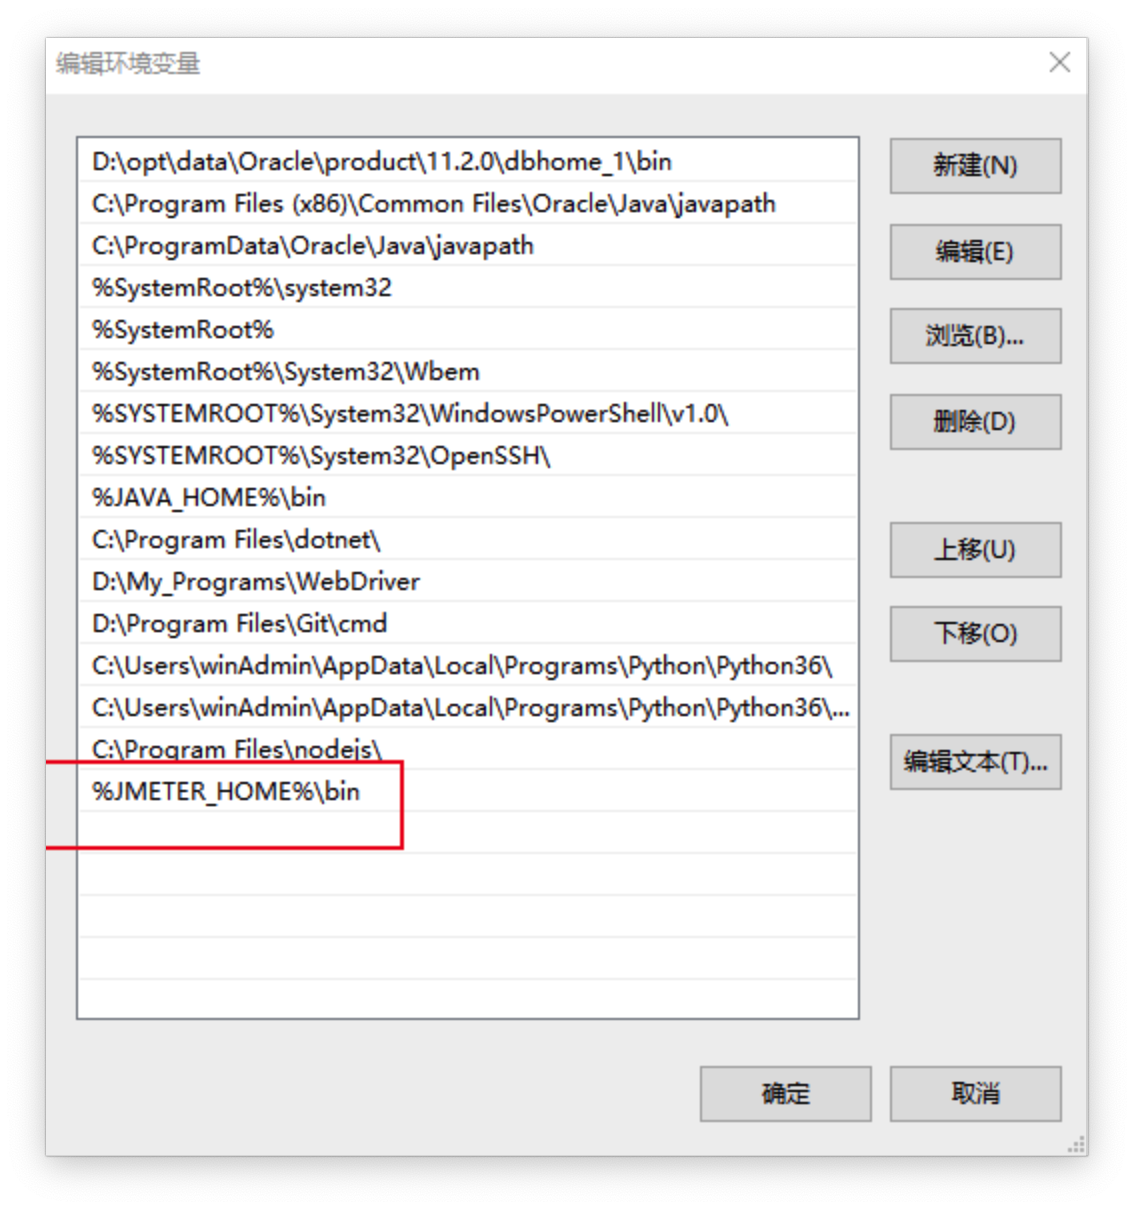 编辑环境变量
D:\opt\data\Oracle\product\11.2.0\dbhome_1\bin
C:\Program Files (x86)\Common Files\Oracle\Java\javapath
C:\ProgramData\Oracle\Java\javapath
%SystemRoot%\system32
%SystemRoot%
%SystemRoot%\System32\Wbem
%SYSTEMROOT%\System32\WindowsPowerShell\v1.0\
%SYSTEMROOT%\System32\OpenSSH\
%JAVA_HOME%\bin
C:\Program Files\dotnet\
D:\My_Programs\WebDriver
D:\Program Files\Git\cmd
C:\Users\winAdmin\AppData\Local\Programs\Python\Python36\
C:\Users\winAdmin\AppData\Local\Programs\Python\Python36\...
C:\Program Files\nodejs\
%JMETER_HOME%\bin
新建(N)
编辑(E)
浏览(B)...
删除(D)
上移(U)
下移(O)
编辑文本(T)...
确定
取消